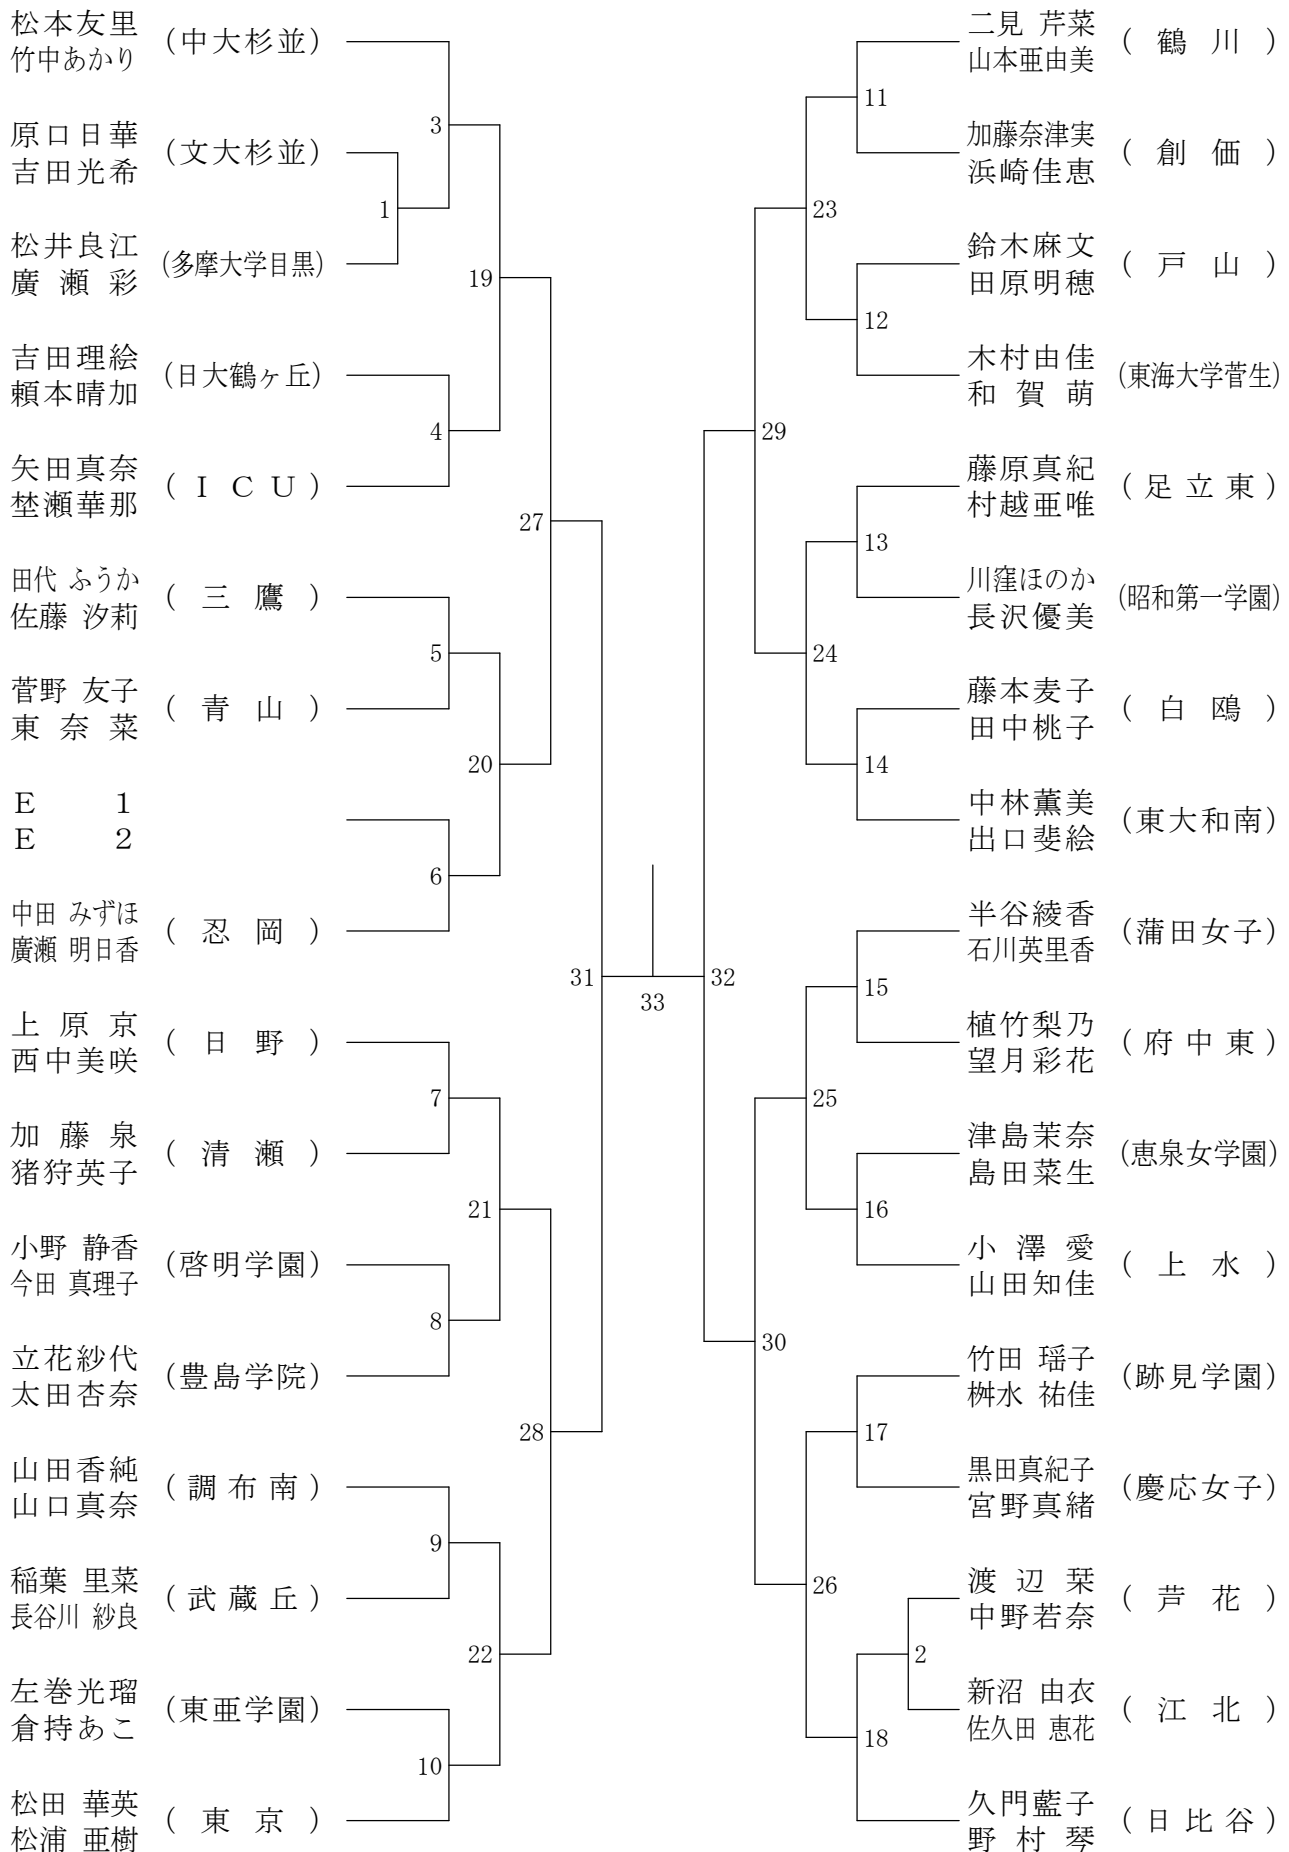 松本友里
竹中あかり
(中大杉並)
原口日華
吉田光希
(文大杉並)
松井良江
廣瀬彩
(多摩大学目黒)
吉田理絵
頼本晴加
(日大鶴ヶ丘)
矢田真奈
埜瀬華那
(ＩＣＵ)
田代 ふうか
佐藤 汐莉
(三鷹)
菅野 友子
東奈菜
(青山)
Ｅ 1
Ｅ 2
中田 みずほ
廣瀬 明日香
(忍岡)
上原京
西中美咲
(日野)
加藤泉
猪狩英子
(清瀬)
小野 静香
今田 真理子
(啓明学園)
立花紗代
太田杏奈
(豊島学院)
山田香純
山口真奈
(調布南)
稲葉 里菜
長谷川 紗良
(武蔵丘)
左巻光瑠
倉持あこ
(東亜学園)
松田 華英
松浦 亜樹
(東京)
1
3
4
5
6
7
8
9
10
19
20
21
22
27
28
31
33
32
29
30
23
24
25
26
11
12
13
14
15
16
17
18
2
二見 芹菜
山本亜由美
(鶴川)
加藤奈津実
浜崎佳恵
(創価)
鈴木麻文
田原明穂
(戸山)
木村由佳
和賀萌
(東海大学菅生)
藤原真紀
村越亜唯
(足立東)
川窪ほのか
長沢優美
(昭和第一学園)
藤本麦子
田中桃子
(白鴎)
中林薫美
出口斐絵
(東大和南)
半谷綾香
石川英里香
(蒲田女子)
植竹梨乃
望月彩花
(府中東)
津島茉奈
島田菜生
(恵泉女学園)
小澤愛
山田知佳
(上水)
竹田 瑶子
桝水 祐佳
(跡見学園)
黒田真紀子
宮野真緒
(慶応女子)
渡辺栞
中野若奈
(芦花)
新沼 由衣
佐久田 恵花
(江北)
久門藍子
野村琴
(日比谷)